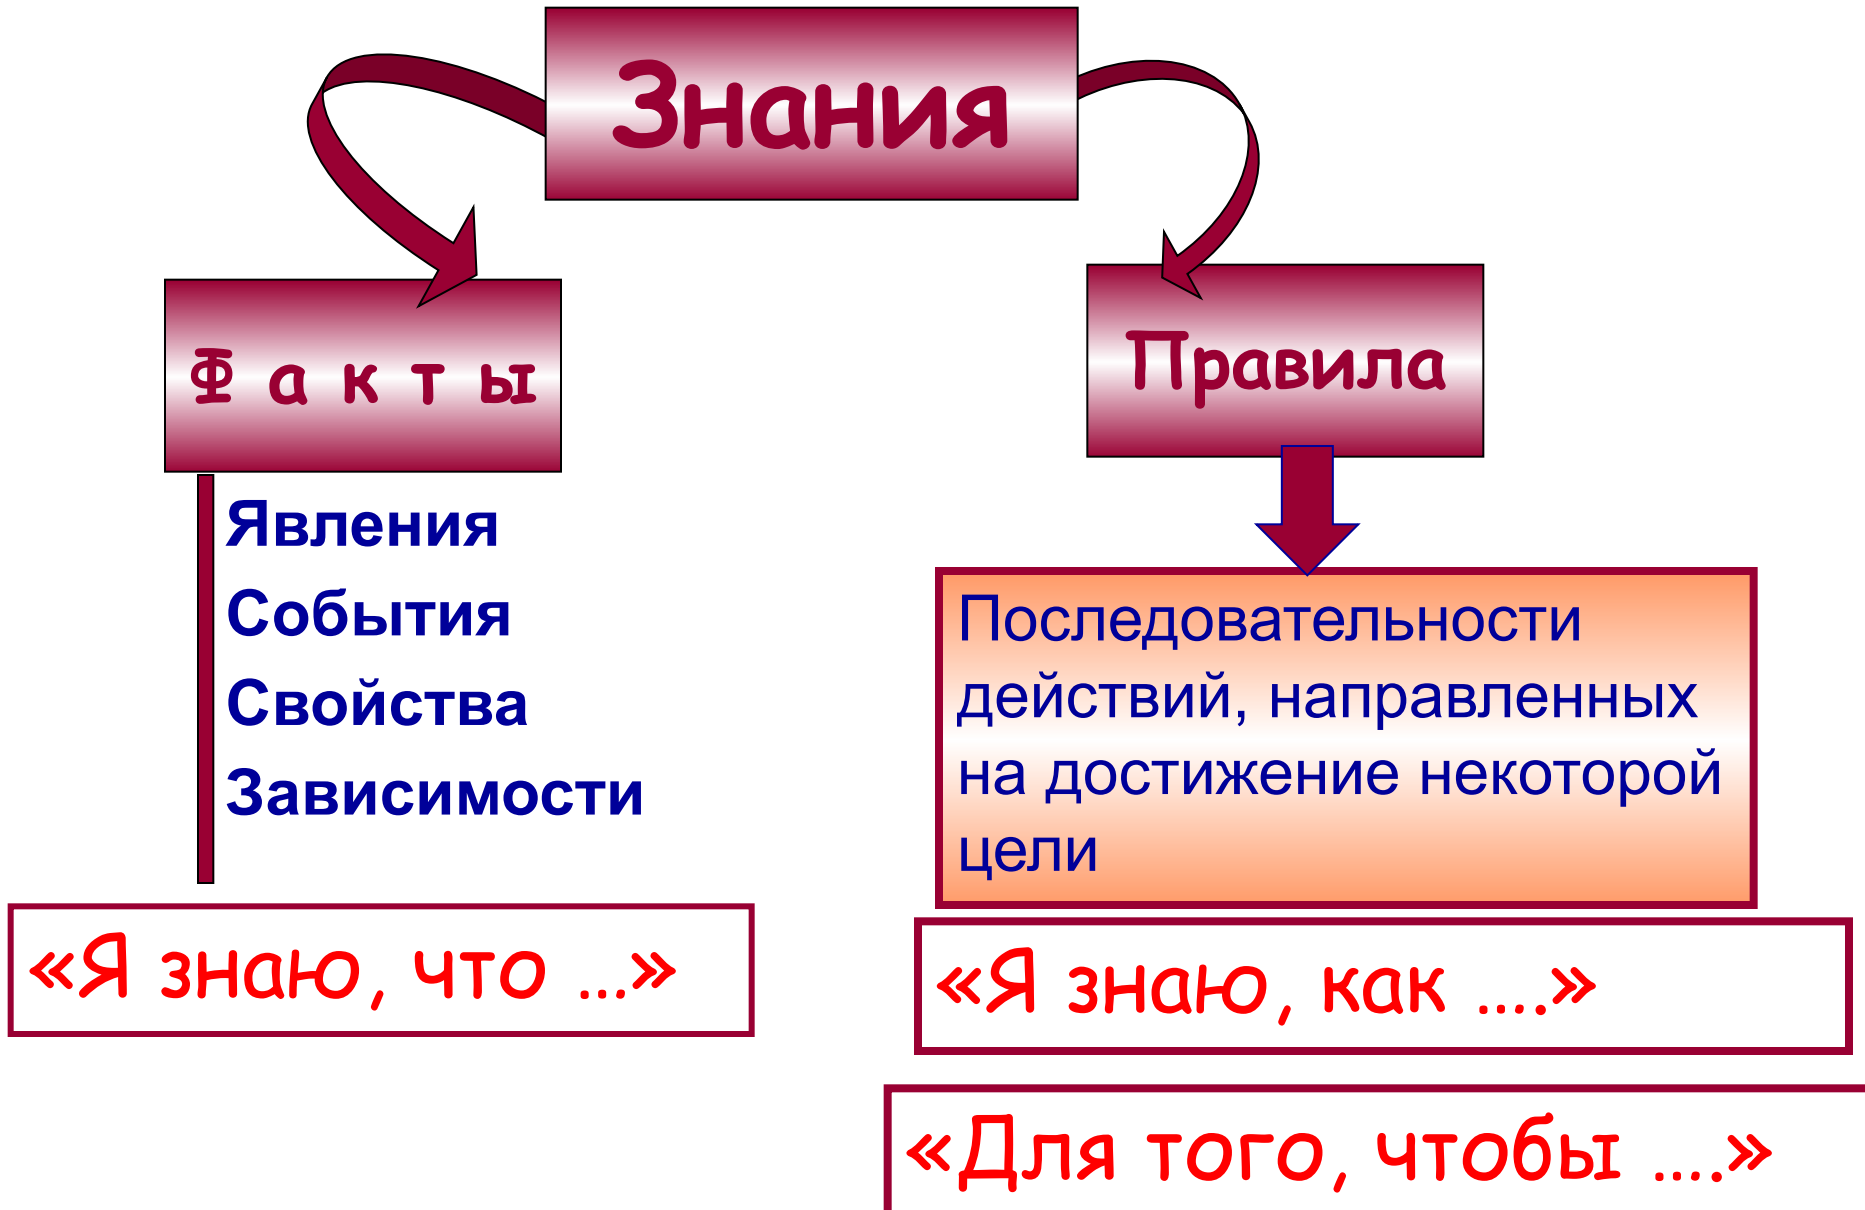 Знания
Ф а к т ы
Явления
События
Свойства
Зависимости
«Я знаю, что ...»
Правила
Последовательности
действий, направленных
на достижение некоторой
цели
«Я знаю, как ....»
«Для того, чтобы ....»